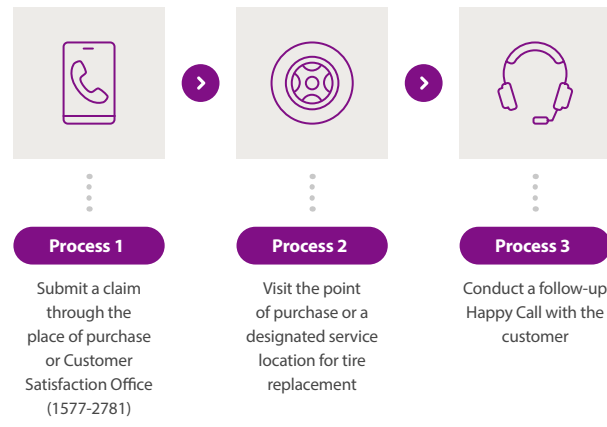 Process 1
Submit a claim
through the
place of purchase
or Customer
Satisfaction Office
(1577-2781)
Process 2
Visit the point
of purchase or a
designated service
location for tire
replacement
Process 3
Conduct a follow-up
Happy Call with the
customer